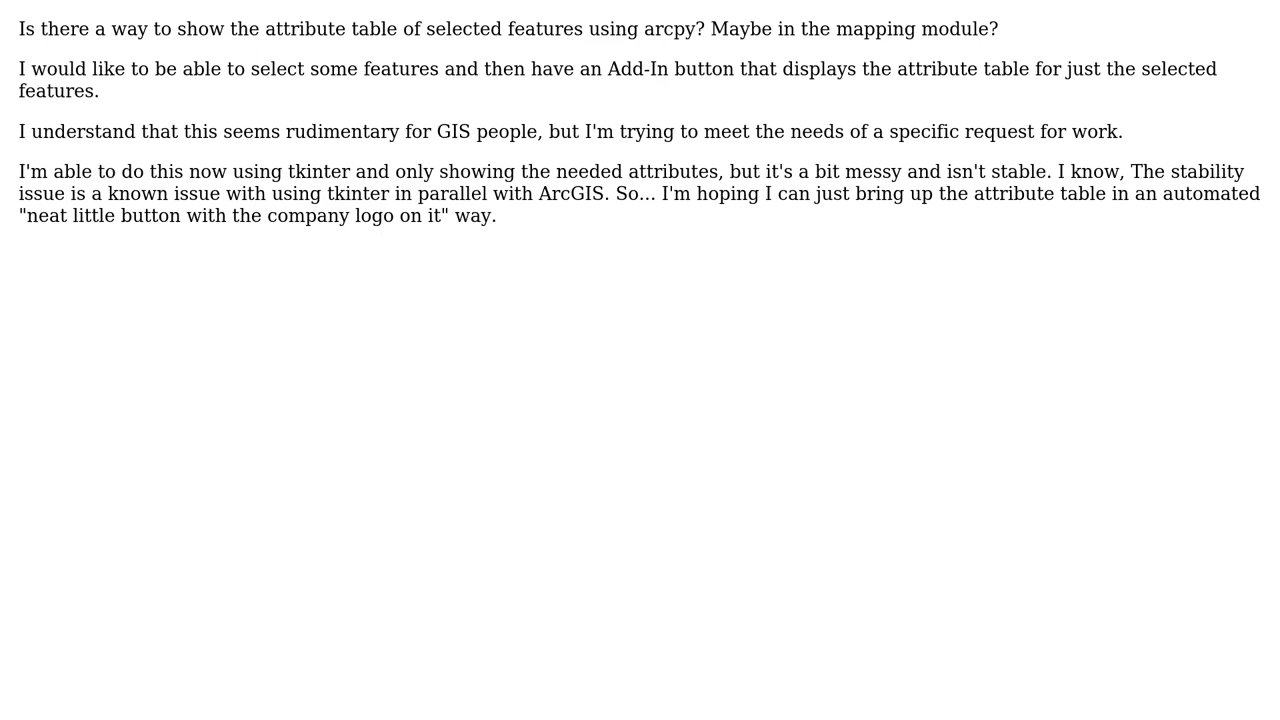 Is there a way to show the attribute table of selected features using arcpy? Maybe in the mapping module?
I would like to be able to select some features and then have an Add-In button that displays the attribute table for just the selected
features.
I understand that this seems rudimentary for GIS people, but I'm trying to meet the needs of a specific request for work.
I'm able to do this now using tkinter and only showing the needed attributes, but it's a bit messy and isn't stable. I know, The stability
issue is a known issue with using tkinter in parallel with ArcGIS. So... I'm hoping I can just bring up the attribute table in an automated
"neat little button with the company logo on it" way.